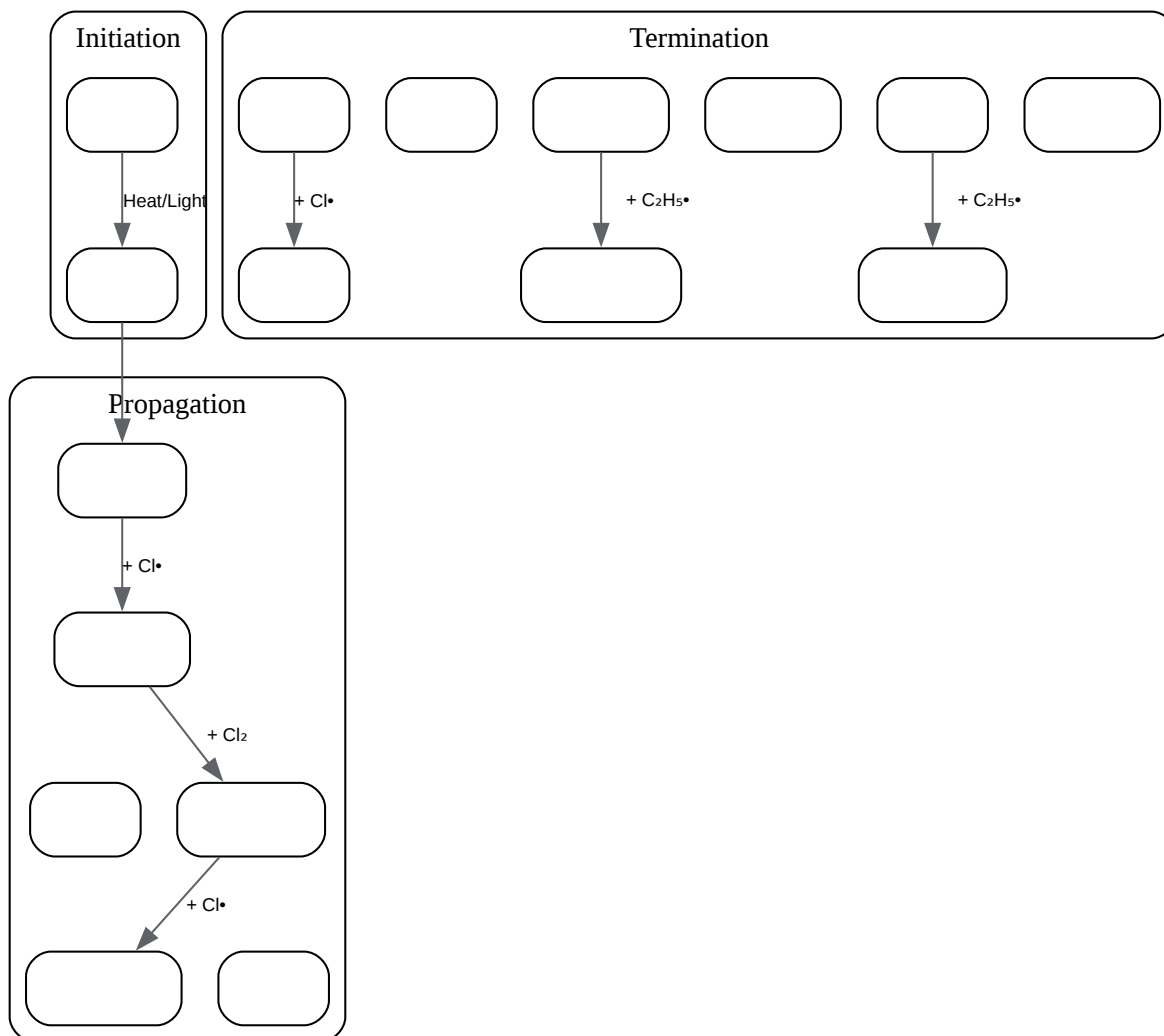 Initiation
Termination
Heat/Light
+ Cl•
+ C₂H₅•
+ C₂H₅•
Propagation
+ Cl•
+ Cl₂
+ Cl•